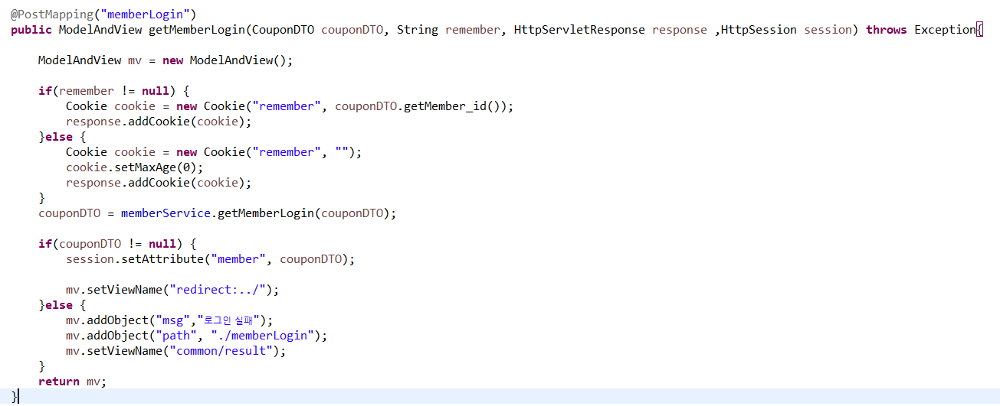 @PostMapping("memberLogin")
public ModelAndView getMemberLogin(CouponDTO couponDTO, String remember, HttpServletResponse response ,HttpSession session) throws Exception{
ModelAndView mv = new ModelAndView();
if(remember != null) {
Cookie cookie = new Cookie("remember", couponDTO.getMember_id());
response.addCookie(cookie);
}else {
Cookie cookie = new Cookie("remember", "");
cookie.setMaxAge(0);
response.addCookie(cookie);
}
couponDTO = memberService.getMemberLogin(couponDTO);
if(couponDTO != null) {
session.setAttribute("member", couponDTO);
mv.setViewName("redirect:../");
}else {
mv.addObject("msg","로그인 실패");
mv.addObject("path", "./memberLogin");
mv.setViewName("common/result");
}
return mv;
}